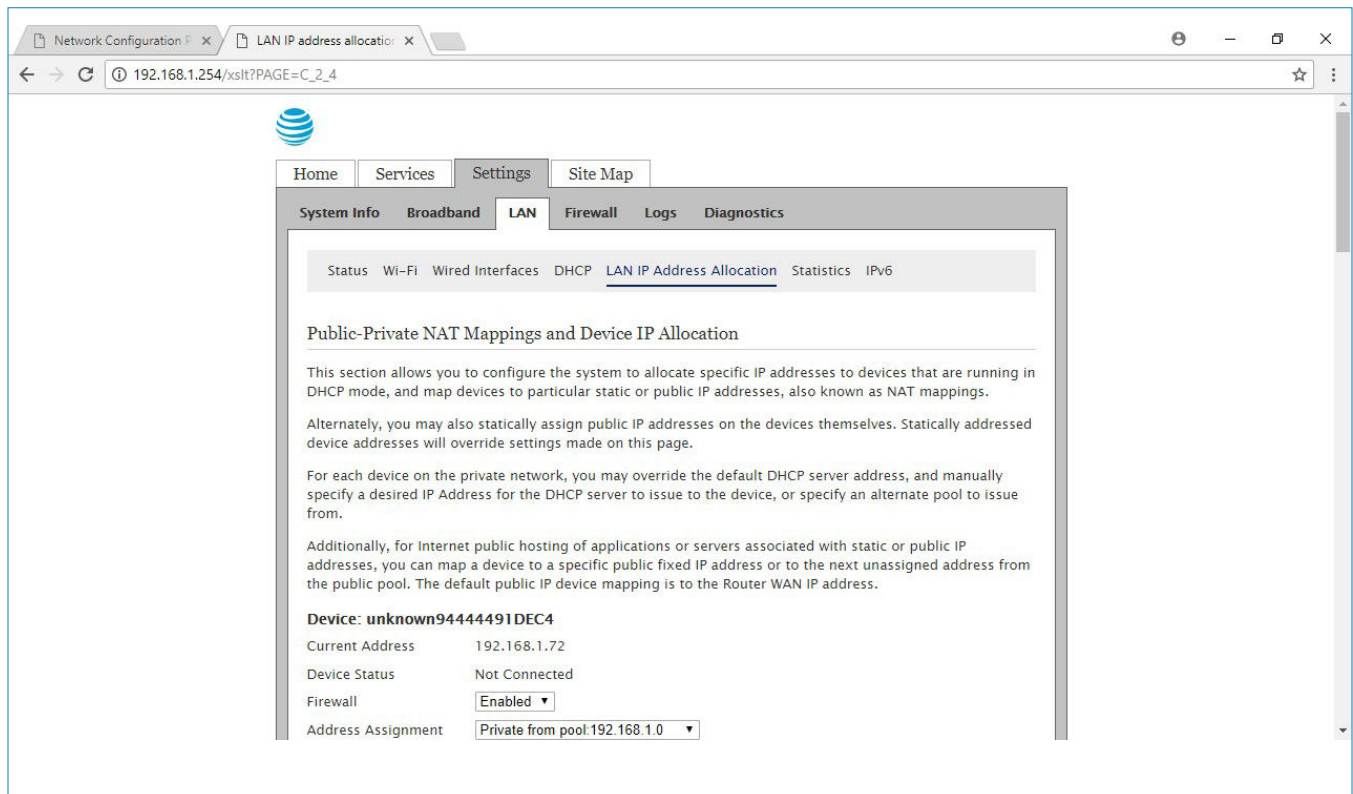 Network Configuration P
LAN IP address allocation
192.168.1.254/xslt?PAGE=C_2_4
Home Services Settings Site Map
System Info Broadband LAN Firewall Logs Diagnostics
Status Wi-Fi Wired Interfaces DHCP LAN IP Address Allocation Statistics IPv6
Public-Private NAT Mappings and Device IP Allocation
This section allows you to configure the system to allocate specific IP addresses to devices that are running in
DHCP mode, and map devices to particular static or public IP addresses, also known as NAT mappings.
Alternately, you may also statically assign public IP addresses on the devices themselves. Statically addressed
device addresses will override settings made on this page.
For each device on the private network, you may override the default DHCP server address, and manually
specify a desired IP Address for the DHCP server to issue to the device, or specify an alternate pool to issue
from.
Additionally, for Internet public hosting of applications or servers associated with static or public IP
addresses, you can map a device to a specific public fixed IP address or to the next unassigned address from
the public pool. The default public IP device mapping is to the Router WAN IP address.
Device: unknown94444491DEC4
Current Address 192.168.1.72
Device Status Not Connected
Firewall Enabled
Address Assignment Private from pool:192.168.1.0